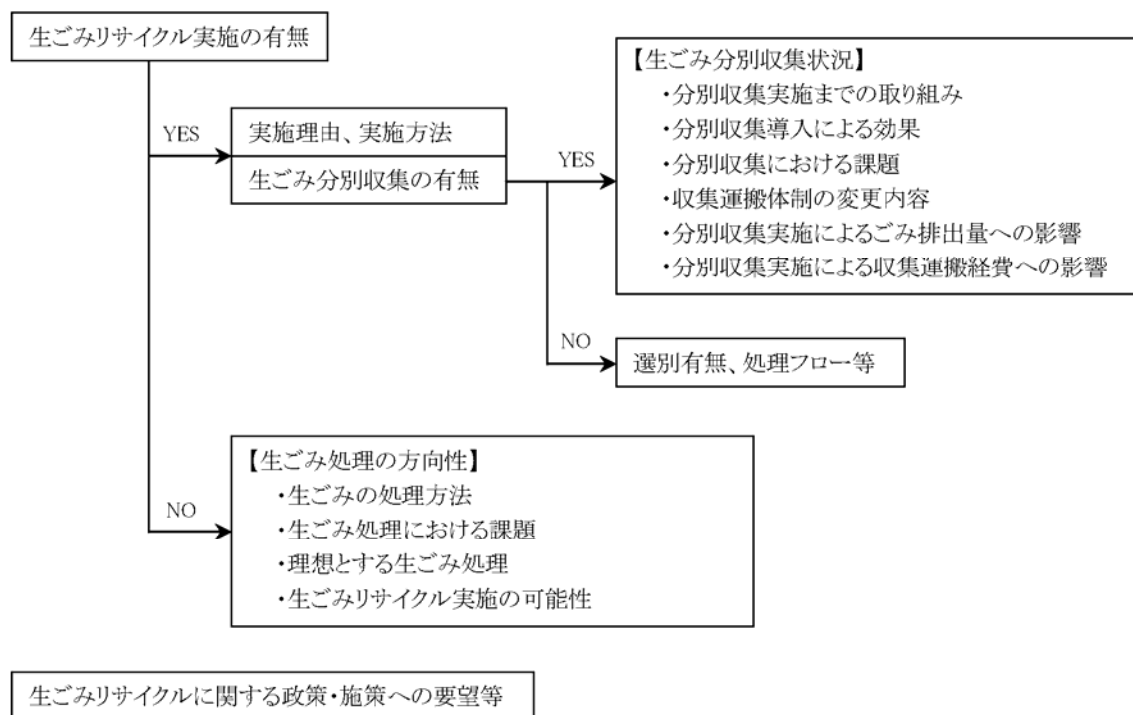 生ごみリサイクル実施の有無
YES
実施理由、実施方法
生ごみ分別収集の有無
YES
【生ごみ分別収集状況】
・分別収集実施までの取り組み
・分別収集導入による効果
・分別収集における課題
・収集運搬体制の変更内容
・分別収集実施によるごみ排出量への影響
・分別収集実施による収集運搬経費への影響
NO
選別有無、処理フロー等
NO
【生ごみ処理の方向性】
・生ごみの処理方法
・生ごみ処理における課題
・理想とする生ごみ処理
・生ごみリサイクル実施の可能性
生ごみリサイクルに関する政策・施策への要望等